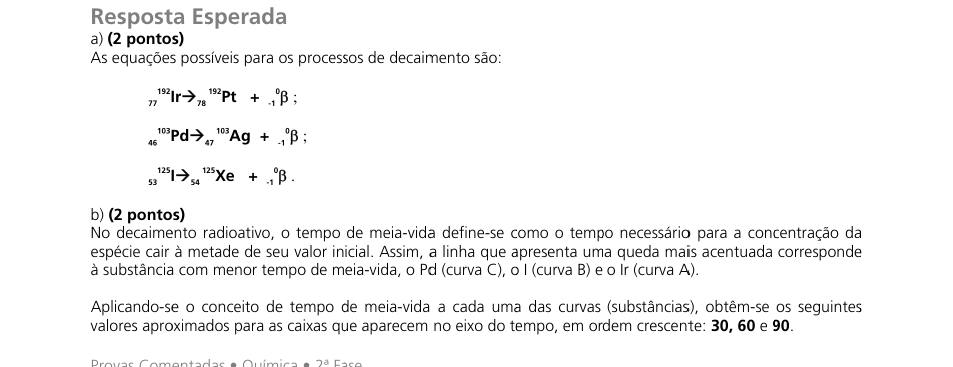 Resposta Esperada
a) (2 pontos)
As equações possíveis para os processos de decaimento são:
₇₇¹⁹²Ir→₇₈¹⁹²Pt + ₋₁⁰β ;
₄₆¹⁰³Pd→₄₇¹⁰³Ag + ₋₁⁰β ;
₅₃¹²⁵I→₅₄¹²⁵Xe + ₋₁⁰β .
b) (2 pontos)
No decaimento radioativo, o tempo de meia-vida define-se como o tempo necessário para a concentração da
espécie cair à metade de seu valor inicial. Assim, a linha que apresenta uma queda mais acentuada corresponde
à substância com menor tempo de meia-vida, o Pd (curva C), o I (curva B) e o Ir (curva A).
Aplicando-se o conceito de tempo de meia-vida a cada uma das curvas (substâncias), obtêm-se os seguintes
valores aproximados para as caixas que aparecem no eixo do tempo, em ordem crescente: 30, 60 e 90.
Provas Comentadas • Química • 2ª Fase